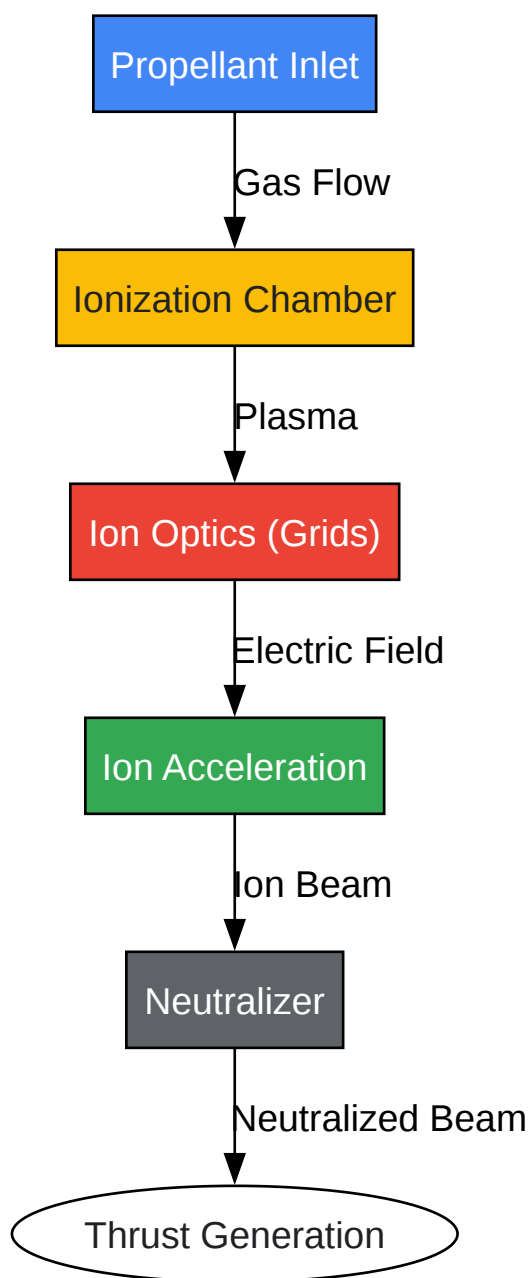 Propellant Inlet
Gas Flow
Ionization Chamber
Plasma
Ion Optics (Grids)
Electric Field
Ion Acceleration
Ion Beam
Neutralizer
Neutralized Beam
Thrust Generation